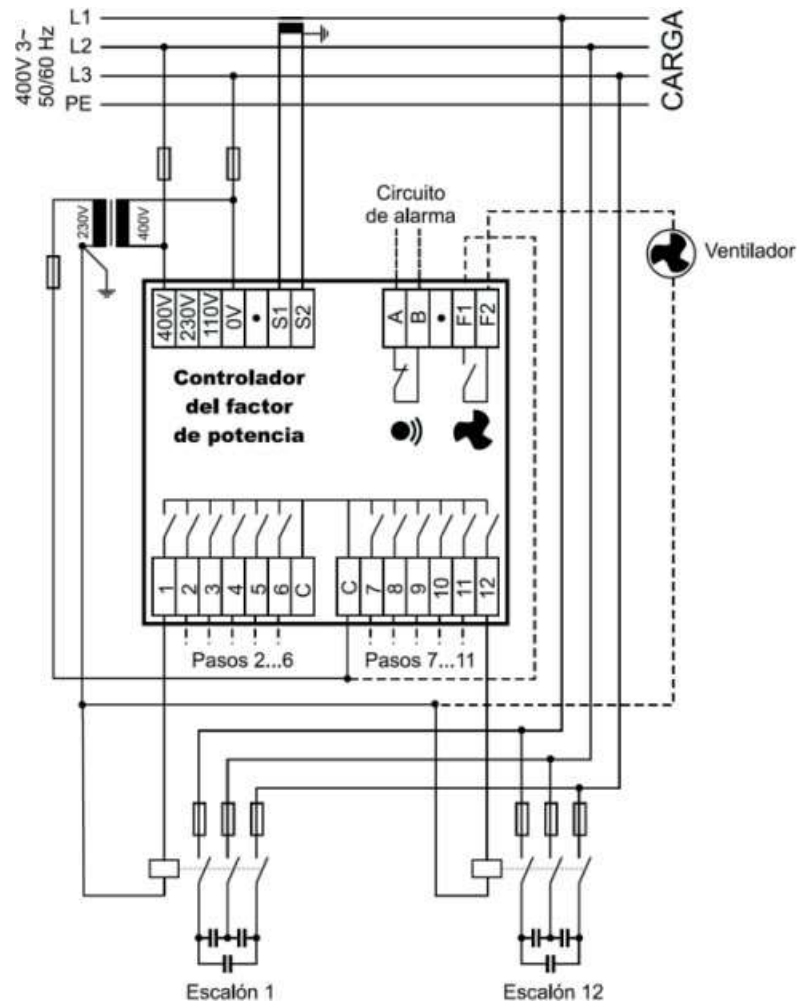 400V 3~
50/60 Hz
L1
L2
L3
PE
CARGA
230V
400V
Circuito
de alarma
Ventilador
400V
230V
110V
0V
•
S1
S2
A
B
•
F1
F2
Controlador
del factor
de potencia
1
2
3
4
5
6
C
C
7
8
9
10
11
12
Pasos 2...6
Pasos 7...11
Escalón 1
Escalón 12